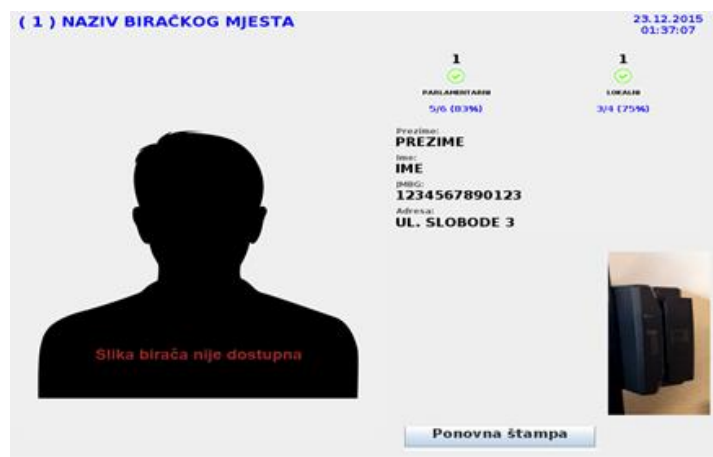 ( 1 ) NAZIV BIRAČKOG MJESTA
23.12.2015
01:37:07
1
PARLAMENTARNI
5/6 (83%)
1
LOKALNI
3/4 (75%)
Prezime:
PREZIME
Ime:
IME
JMBG:
1234567890123
Adresa:
UL. SLOBODE 3
Slika birača nije dostupna
Ponovna štampa